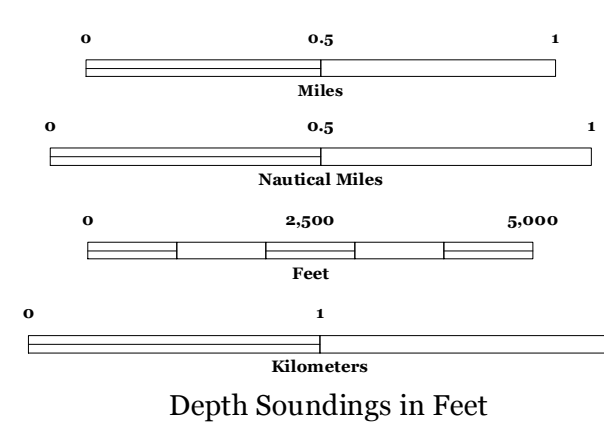 0 0.5 1
Miles
0 0.5 1
Nautical Miles
0 2,500 5,000
Feet
0 1
Kilometers
Depth Soundings in Feet